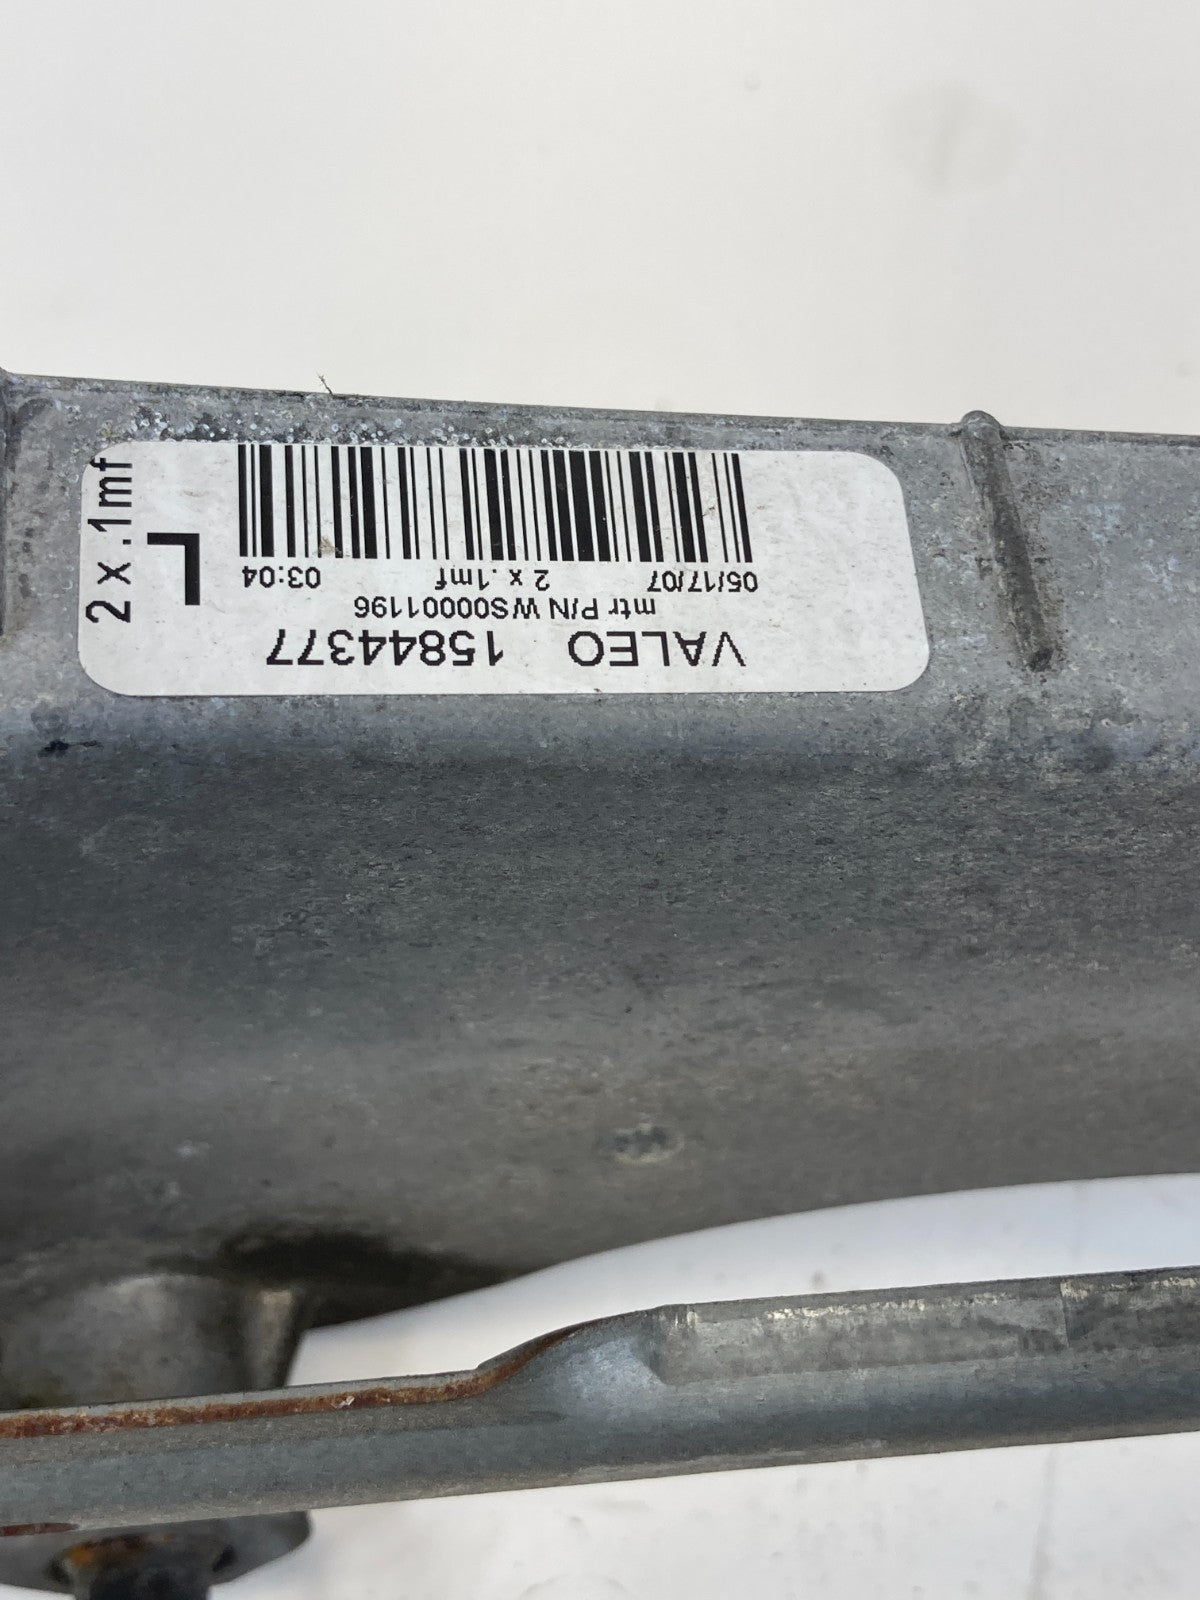 VALEO 15844377
mtr P/N WS00001196
05/17/07 2 x .1mf 03:04
L
2 x .1mf